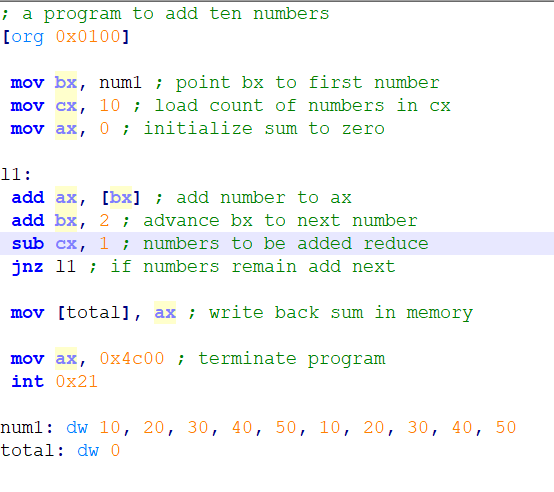 ; a program to add ten numbers
[org 0x0100]
mov bx, num1 ; point bx to first number
mov cx, 10 ; load count of numbers in cx
mov ax, 0 ; initialize sum to zero
l1:
add ax, [bx] ; add number to ax
add bx, 2 ; advance bx to next number
sub cx, 1 ; numbers to be added reduce
jnz l1 ; if numbers remain add next
mov [total], ax ; write back sum in memory
mov ax, 0x4c00 ; terminate program
int 0x21
num1: dw 10, 20, 30, 40, 50, 10, 20, 30, 40, 50
total: dw 0